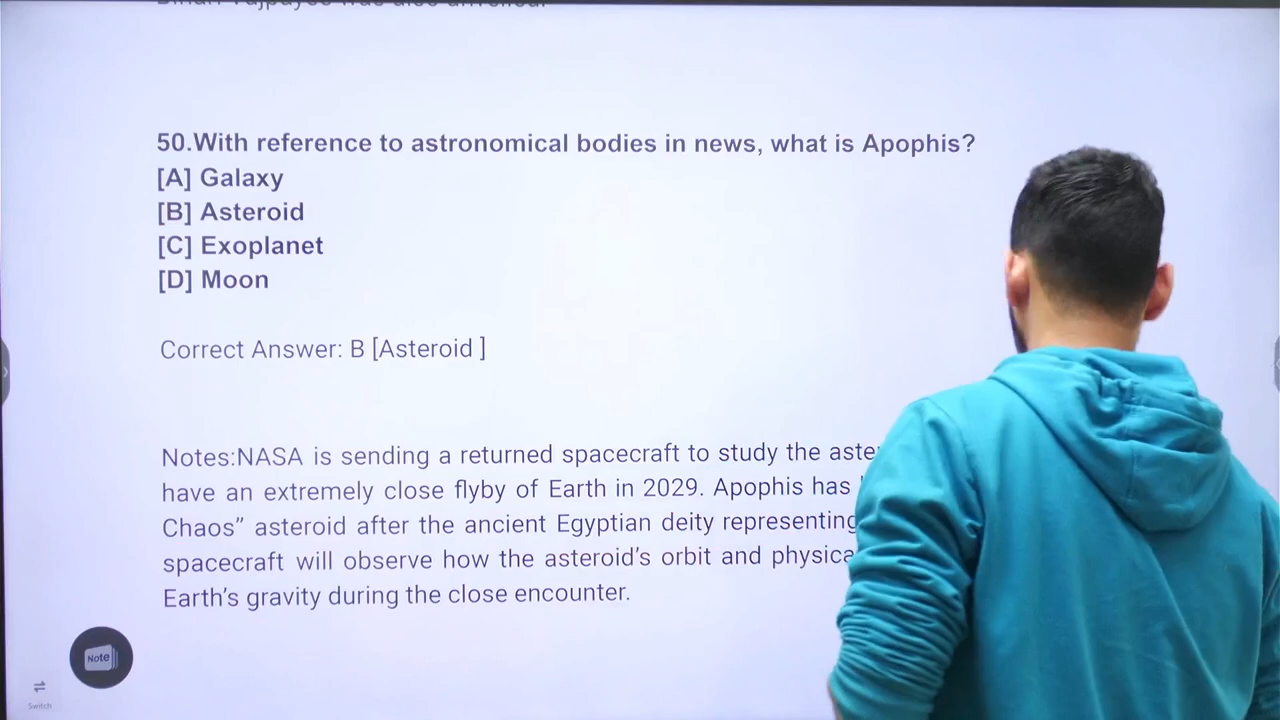 50.With reference to astronomical bodies in news, what is Apophis?
[A] Galaxy
[B] Asteroid
[C] Exoplanet
[D] Moon
Correct Answer: B [Asteroid ]
Notes:NASA is sending a returned spacecraft to study the
have an extremely close flyby of Earth in 2029. Apophis has
Chaos” asteroid after the ancient Egyptian deity representing
spacecraft will observe how the asteroid’s orbit and
Earth’s gravity during the close encounter.
Note
Switch